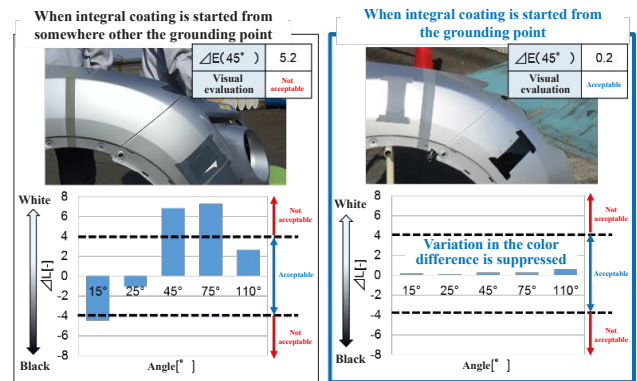 When integral coating is started from
somewhere other the grounding point
⊿E(45° ) 5.2
Visual evaluation Not acceptable
White
Black
⊿L[-]
8
6
4
2
0
-2
-4
-6
-8
15° 25° 45° 75° 110°
Angle[° ]
Not acceptable
Acceptable
Not acceptable
When integral coating is started from
the grounding point
⊿E(45° ) 0.2
Visual evaluation Acceptable
White
Black
⊿L[-]
8
6
4
2
0
-2
-4
-6
-8
Variation in the color
difference is suppressed
15° 25° 45° 75° 110°
Angle[° ]
Not acceptable
Acceptable
Not acceptable